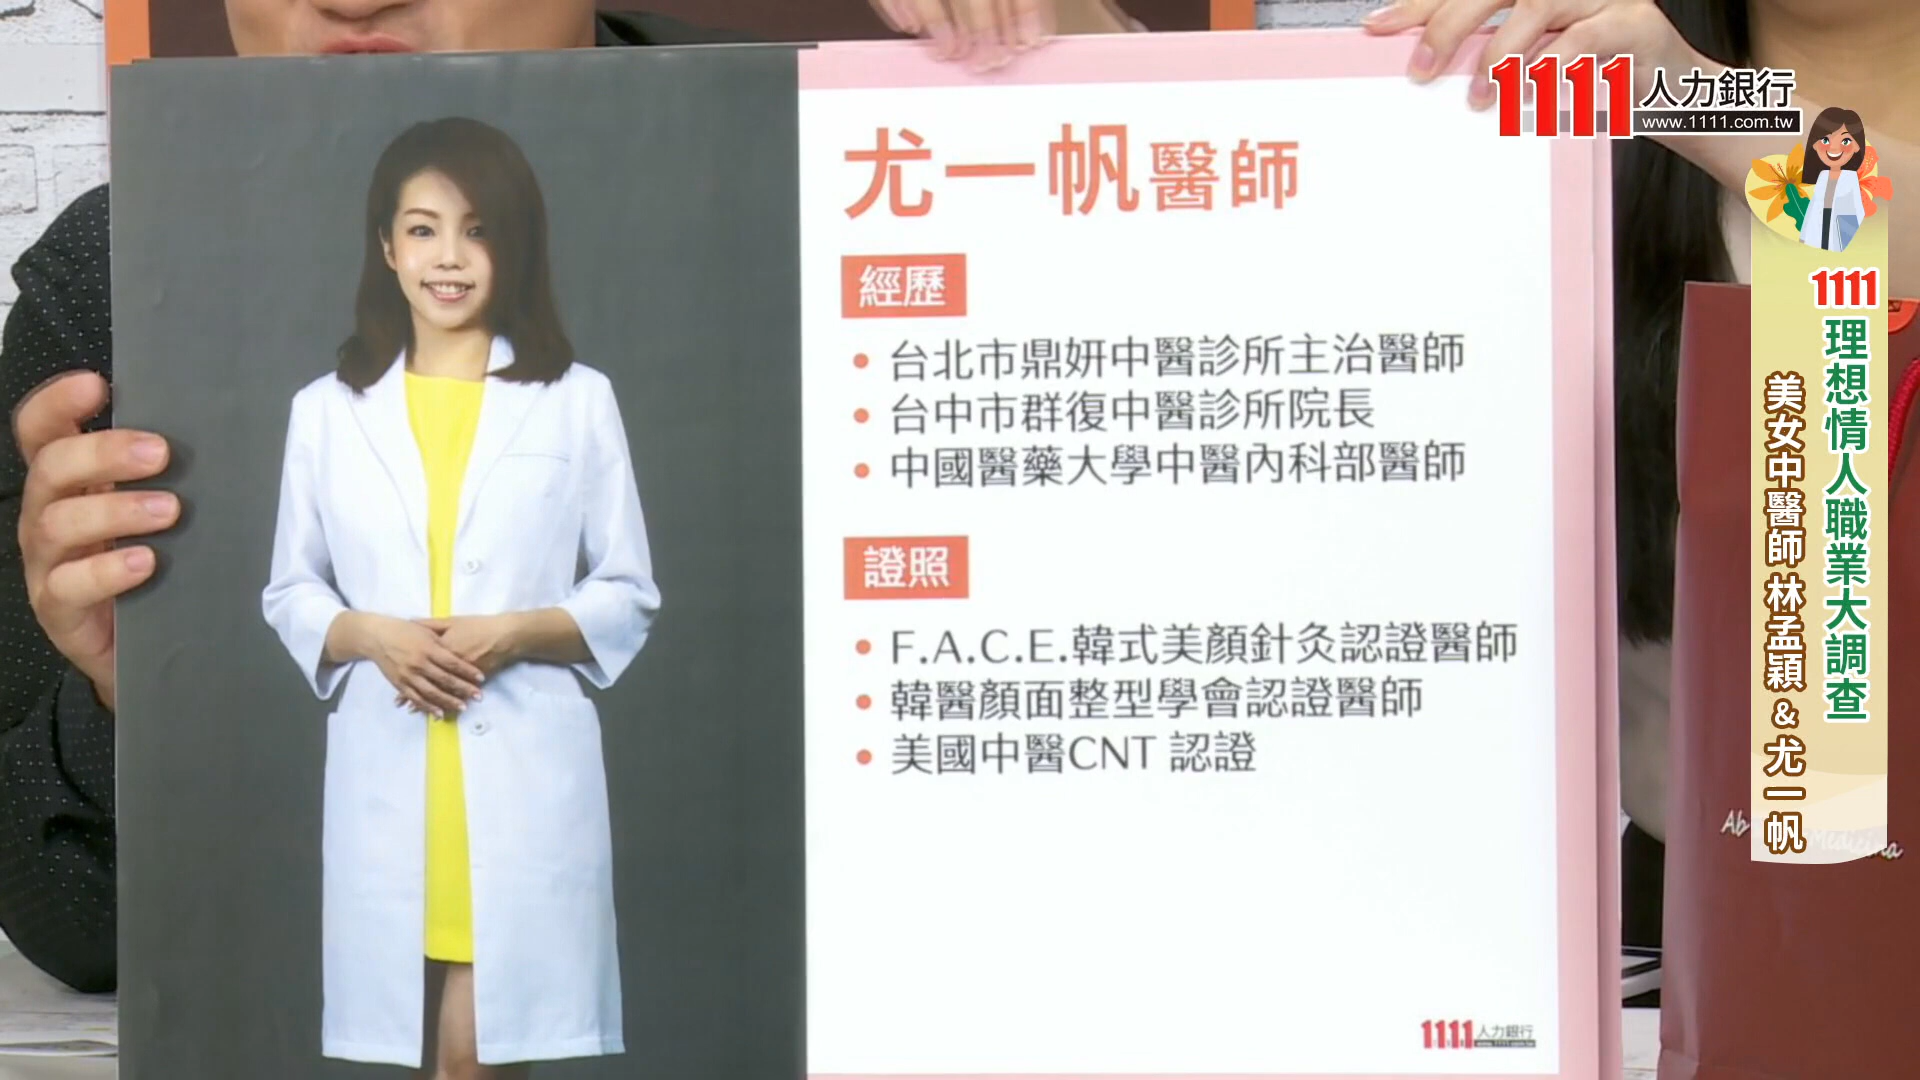 尤一帆醫師
經歷
• 台北市鼎妍中醫診所主治醫師
• 台中市群復中醫診所院長
• 中國醫藥大學中醫內科部醫師
證照
• F.A.C.E.韓式美顏針灸認證醫師
• 韓醫顏面整型學會認證醫師
• 美國中醫CNT 認證
1111人力銀行
1111人力銀行
www.1111.com.tw
1111
理想情人職業大調查
美女中醫師 林孟穎&尤一帆